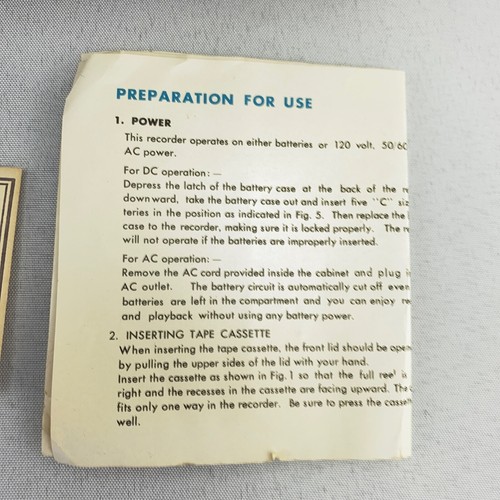 PREPARATION FOR USE
1. POWER
This recorder operates on either batteries or 120 volt, 50/60
AC power.
For DC operation: —
Depress the latch of the battery case at the back of the
downward, take the battery case out and insert five "C"
teries in the position as indicated in Fig. 5. Then replace the
case to the recorder, making sure it is locked properly. The
will not operate if the batteries are improperly inserted.
For AC operation: —
Remove the AC cord provided inside the cabinet and plug
AC outlet. The battery circuit is automatically cut off even
batteries are left in the compartment and you can enjoy
and playback without using any battery power.
2. INSERTING TAPE CASSETTE
When inserting the tape cassette, the front lid should be
by pulling the upper sides of the lid with your hand.
Insert the cassette as shown in Fig. 1 so that the full reel is
right and the recesses in the cassette are facing upward. The
fits only one way in the recorder. Be sure to press the
well.